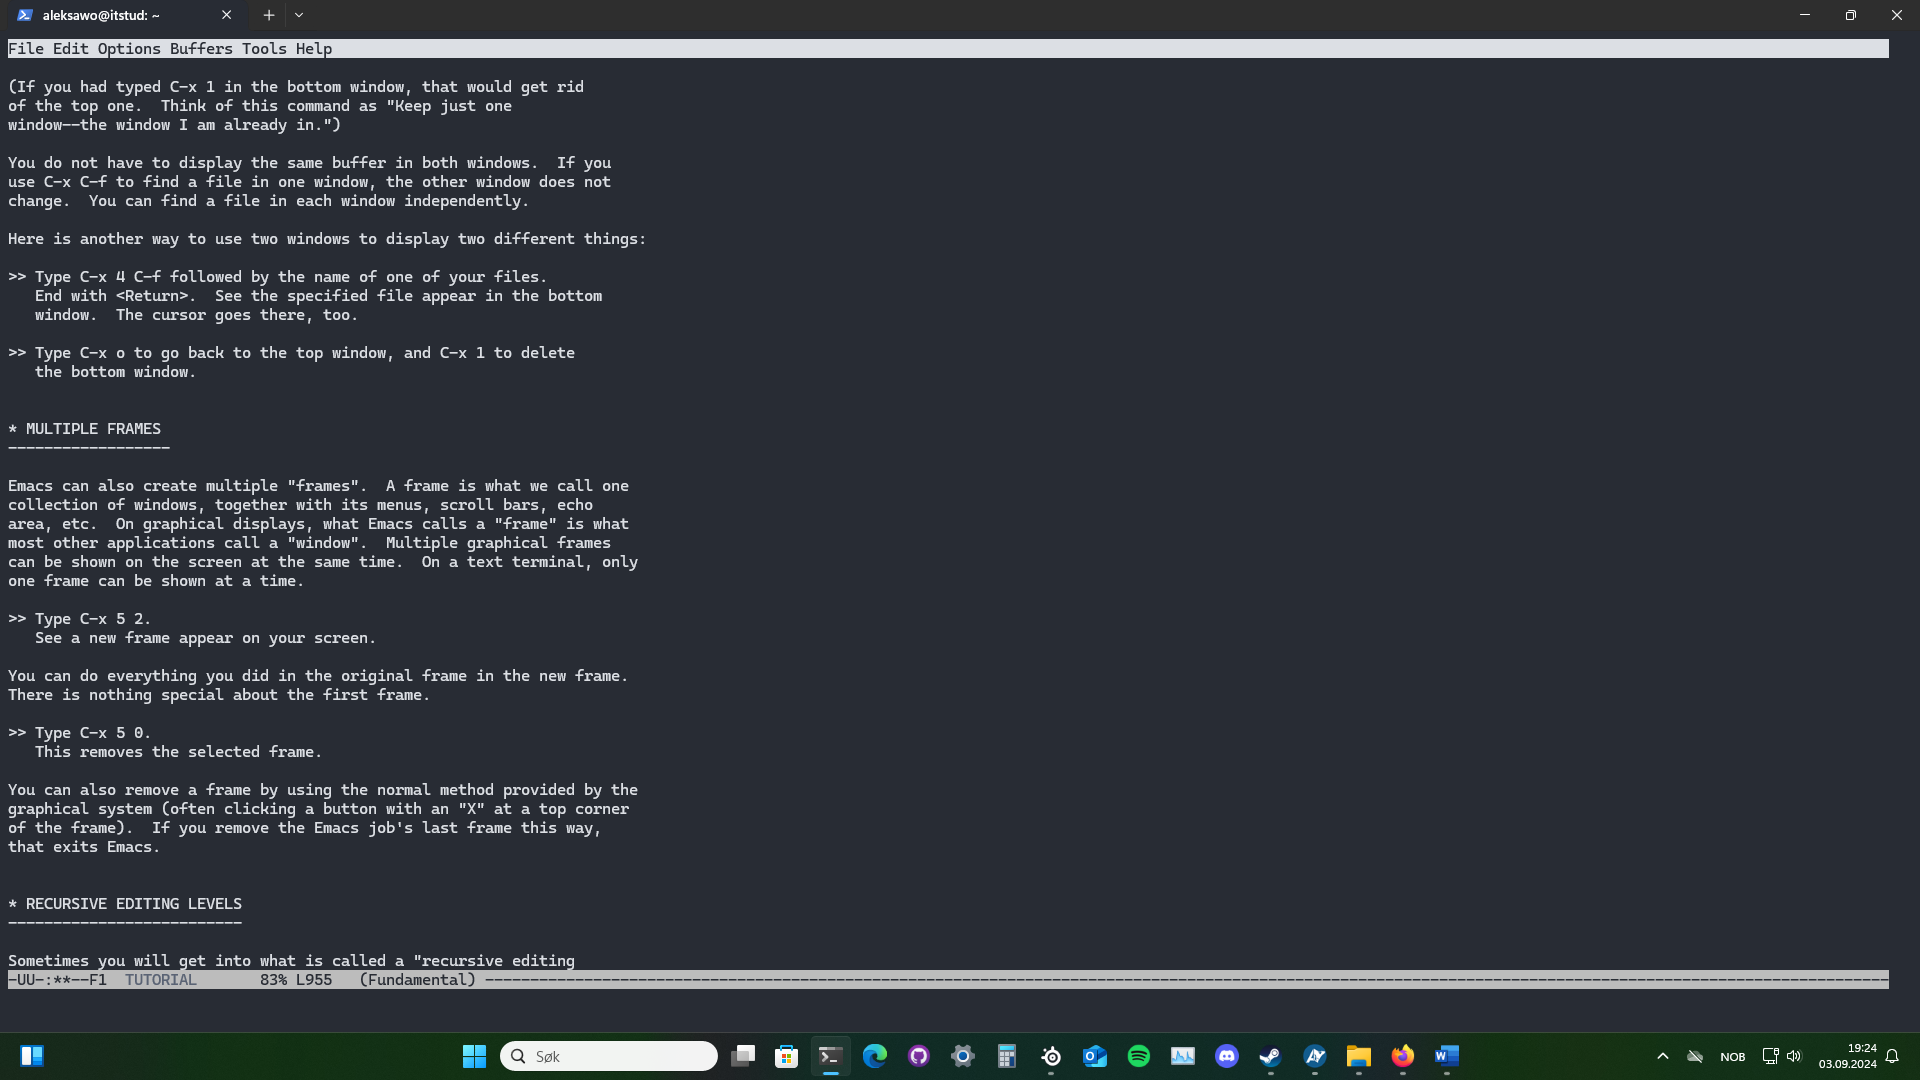 aleksawo@itstud: ~
File Edit Options Buffers Tools Help
(If you had typed C-x 1 in the bottom window, that would get rid
of the top one.  Think of this command as "Keep just one
window--the window I am already in.")
You do not have to display the same buffer in both windows.  If you
use C-x C-f to find a file in one window, the other window does not
change.  You can find a file in each window independently.
Here is another way to use two windows to display two different things:
>> Type C-x 4 C-f followed by the name of one of your files.
   End with <Return>.  See the specified file appear in the bottom
   window.  The cursor goes there, too.
>> Type C-x o to go back to the top window, and C-x 1 to delete
   the bottom window.
* MULTIPLE FRAMES
------------------
Emacs can also create multiple "frames".  A frame is what we call one
collection of windows, together with its menus, scroll bars, echo
area, etc.  On graphical displays, what Emacs calls a "frame" is what
most other applications call a "window".  Multiple graphical frames
can be shown on the screen at the same time.  On a text terminal, only
one frame can be shown at a time.
>> Type C-x 5 2.
   See a new frame appear on your screen.
You can do everything you did in the original frame in the new frame.
There is nothing special about the first frame.
>> Type C-x 5 0.
   This removes the selected frame.
You can also remove a frame by using the normal method provided by the
graphical system (often clicking a button with an "X" at a top corner
of the frame).  If you remove the Emacs job's last frame this way,
that exits Emacs.
* RECURSIVE EDITING LEVELS
--------------------------
Sometimes you will get into what is called a "recursive editing
-UU-:**--F1  TUTORIAL       83% L955   (Fundamental) ----------
Søk
NOB
19:24
03.09.2024